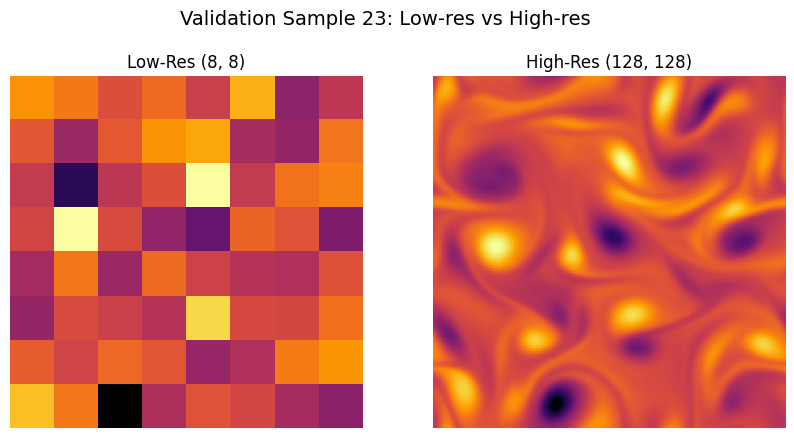 Validation Sample 23: Low-res vs High-res
Low-Res (8, 8)
High-Res (128, 128)